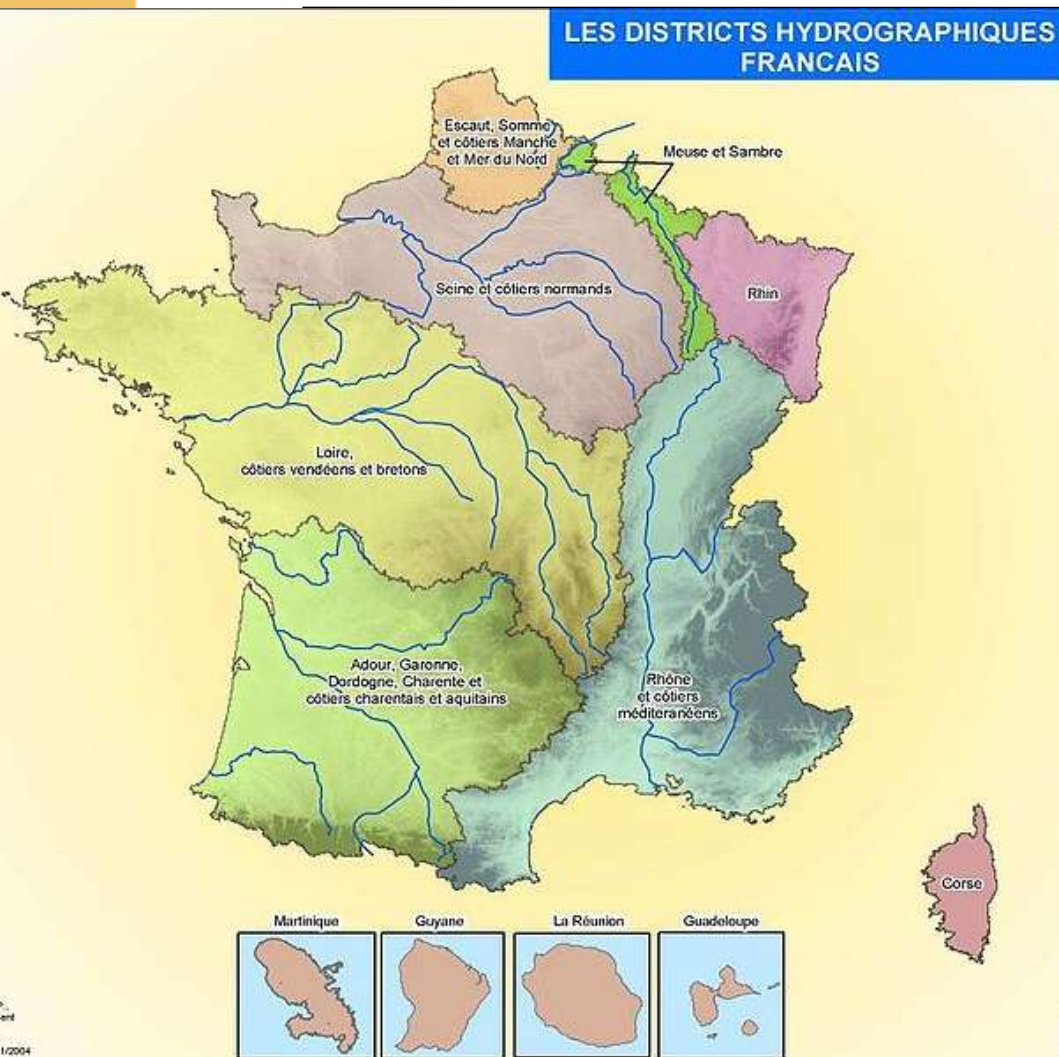 LES DISTRICTS HYDROGRAPHIQUES
FRANCAIS
Escaut, Somme
et côtiers Manche
et Mer du Nord
Meuse et Sambre
Seine et côtiers normands
Rhin
Loire,
côtiers vendéens et bretons
Adour, Garonne,
Dordogne, Charente et
côtiers charentais et aquitains
Rhône
et côtiers
méditeranéens
Corse
Martinique
Guyane
La Réunion
Guadeloupe
1/2004